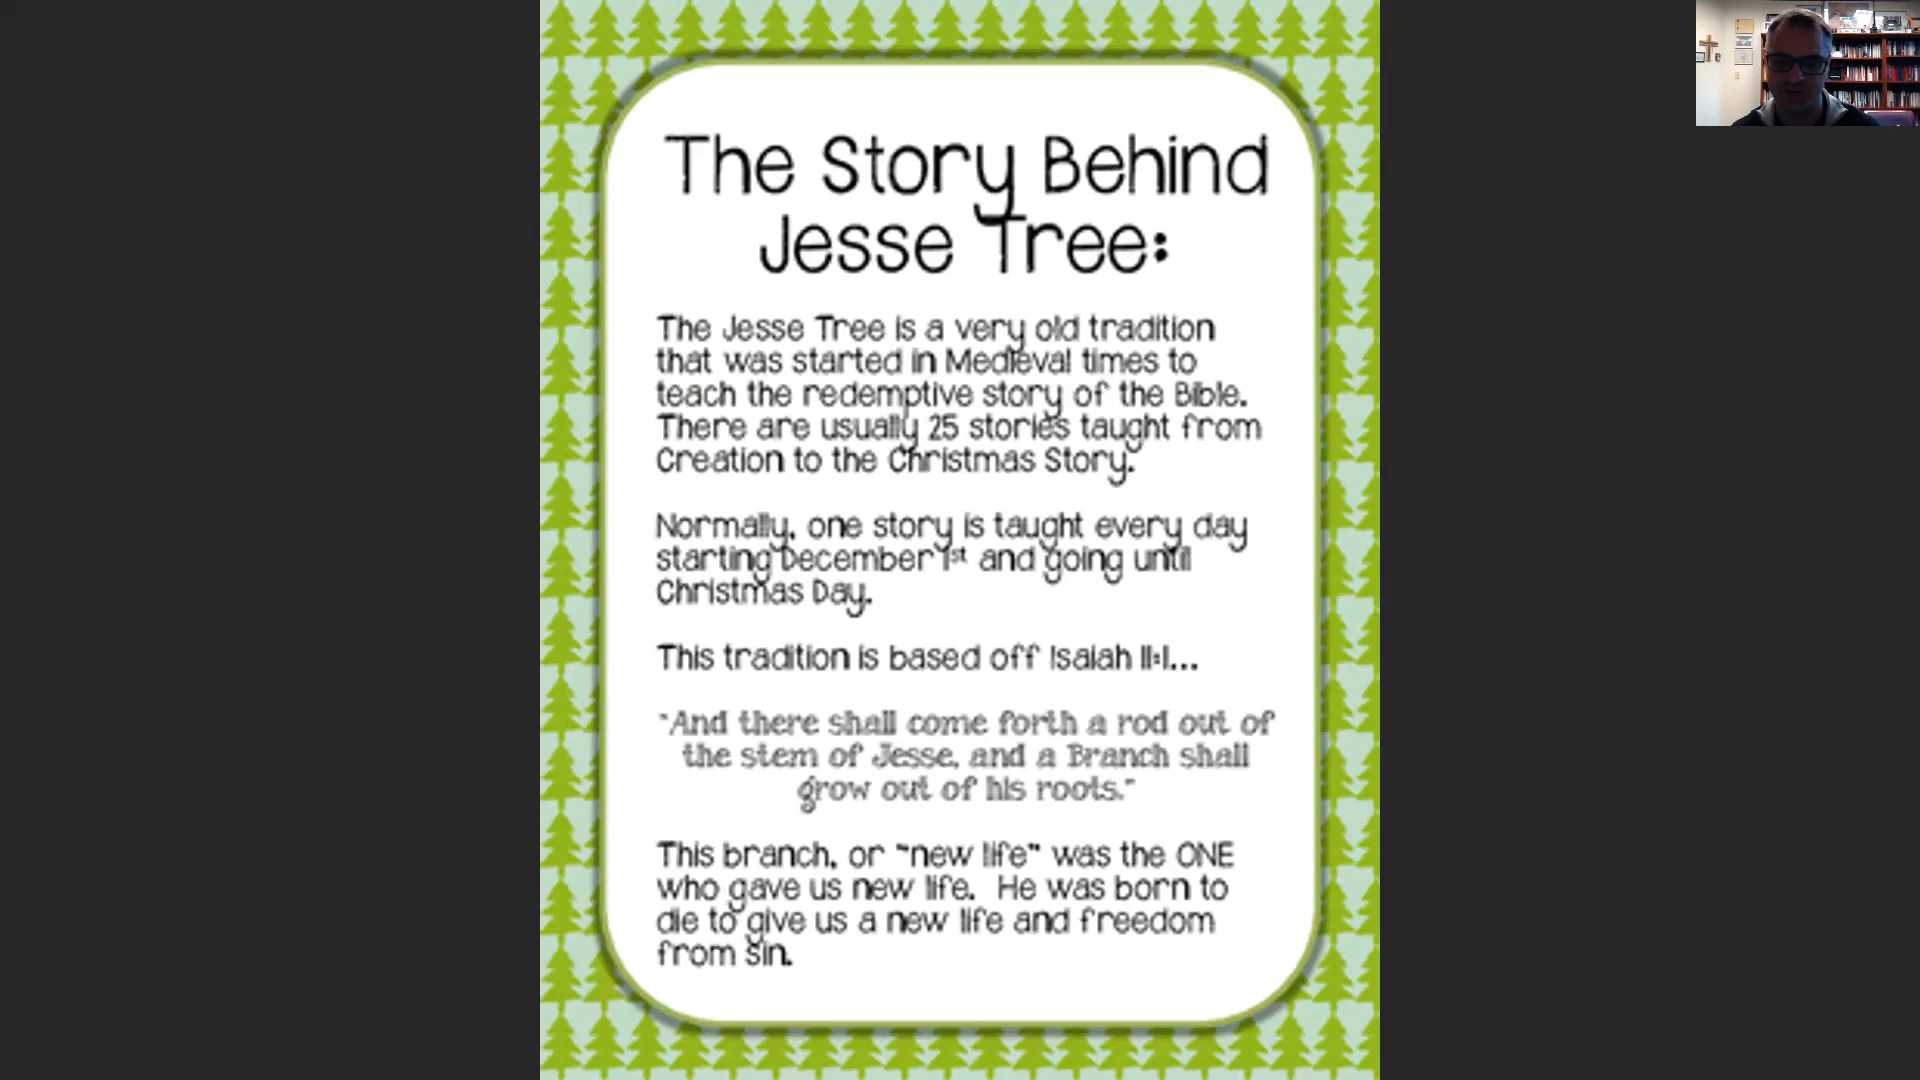 The Story Behind
Jesse Tree:
The Jesse Tree is a very old tradition
that was started in Medieval times to
teach the redemptive story of the Bible.
There are usually 25 stories taught from
Creation to the Christmas Story.
Normally, one story is taught every day
starting December 1st and going until
Christmas Day.
This tradition is based off Isaiah 11:1...
"And there shall come forth a rod out of
the stem of Jesse, and a Branch shall
grow out of his roots."
This branch, or "new life" was the ONE
who gave us new life. He was born to
die to give us a new life and freedom
from sin.